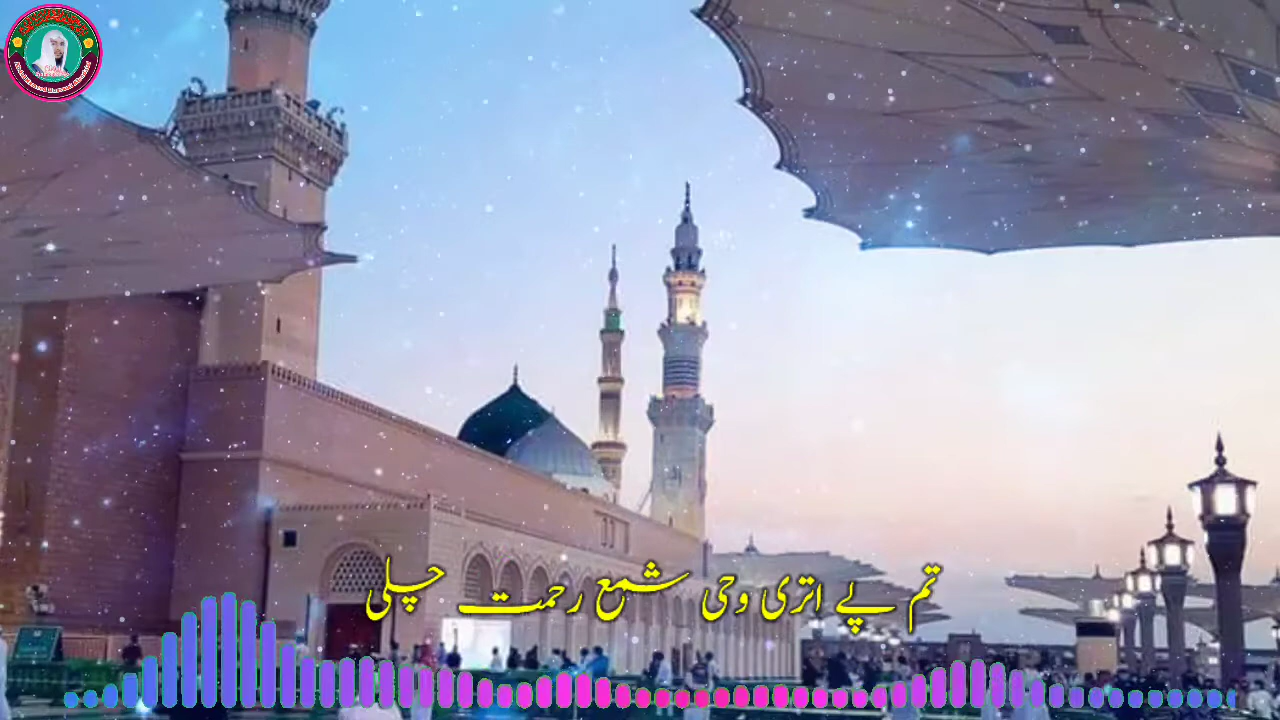 تم پے اتری وحی شمع رحمت چلی